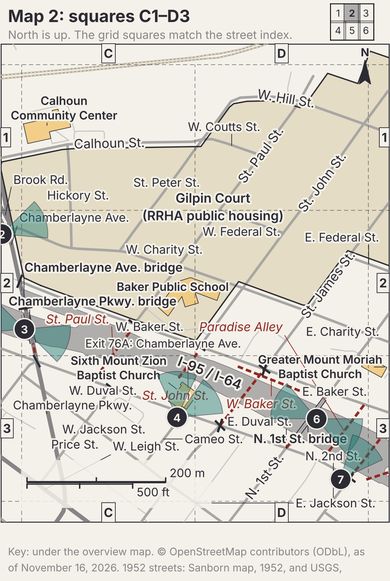 Map 2: squares C1–D3
North is up. The grid squares match the street index.
1 2 3
4 5 6
C D
N
W. Hill St.
Calhoun
Community Center
W. Coutts St.
1 1
Calhoun St.
St. Paul St.
St. John St.
Brook Rd.
St. Peter St.
Hickory St.
Gilpin Court
(RRHA public housing)
Chamberlayne Ave.
W. Federal St.
E. Federal St.
2
W. Charity St.
Chamberlayne Ave. bridge
St. James St.
2 2
Baker Public School
Chamberlayne Pkwy. bridge
St. Paul St.
W. Baker St.
Paradise Alley
3
E. Charity St.
Exit 76A: Chamberlayne Ave.
Sixth Mount Zion
Baptist Church
I-95 / I-64
Greater Mount Moriah
Baptist Church
W. Duval St.
St. John St.
E. Baker St.
Chamberlayne Pkwy.
W. Baker St.
4
6
E. Duval St.
3 3
W. Jackson St.
Cameo St.
N. 1st St. bridge
Price St.
W. Leigh St.
N. 2nd St.
N. 1st St.
7
200 m
500 ft
E. Jackson St.
C D
Key: under the overview map. © OpenStreetMap contributors (ODbL), as
of November 16, 2026. 1952 streets: Sanborn map, 1952, and USGS,